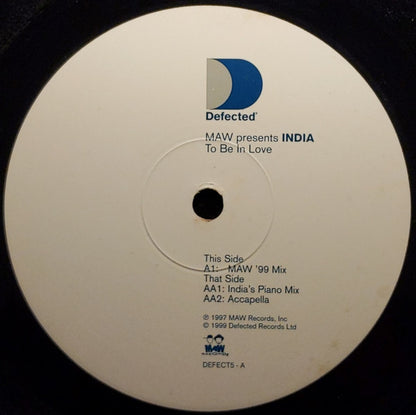 Defected®
MAW presents INDIA
To Be In Love
This Side
A1: MAW '99 Mix
That Side
AA1: India's Piano Mix
AA2: Accapella
℗ 1997 MAW Records, Inc
© 1999 Defected Records Ltd
MAW
DEFECT5 - A